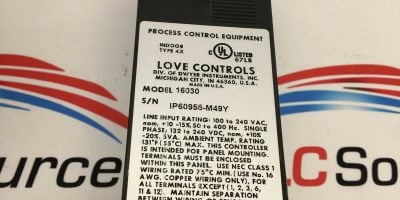 PROCESS CONTROL EQUIPMENT
INDOOR
TYPE 4X
C UL LISTED
67L8
LOVE CONTROLS
DIV. OF DWYER INSTRUMENTS, INC.
MICHIGAN CITY, IN 46360, U.S.A.
MADE IN U.S.A.
MODEL 16030
S/N IP60955-M49Y
LINE INPUT RATING: 100 to 240 VAC,
nom, +10 -15%, 50 to 400 Hz. SINGLE
PHASE; 132 to 240 VDC, nom, +10%
-20%. 5VA. AMBIENT TEMP, RATING
131°F (55°C) MAX. THIS CONTROLLER
IS INTENDED FOR PANEL MOUNTING.
TERMINALS MUST BE ENCLOSED
WITHIN THIS PANEL. USE NEC CLASS 1
WIRING RATED 75°C MIN. (USE No. 16
AWG. COPPER WIRING ONLY), FOR
ALL TERMINALS EXCEPT (1, 2, 3, 6,
11 & 12). MAINTAIN SEPARATION
ource
LC So